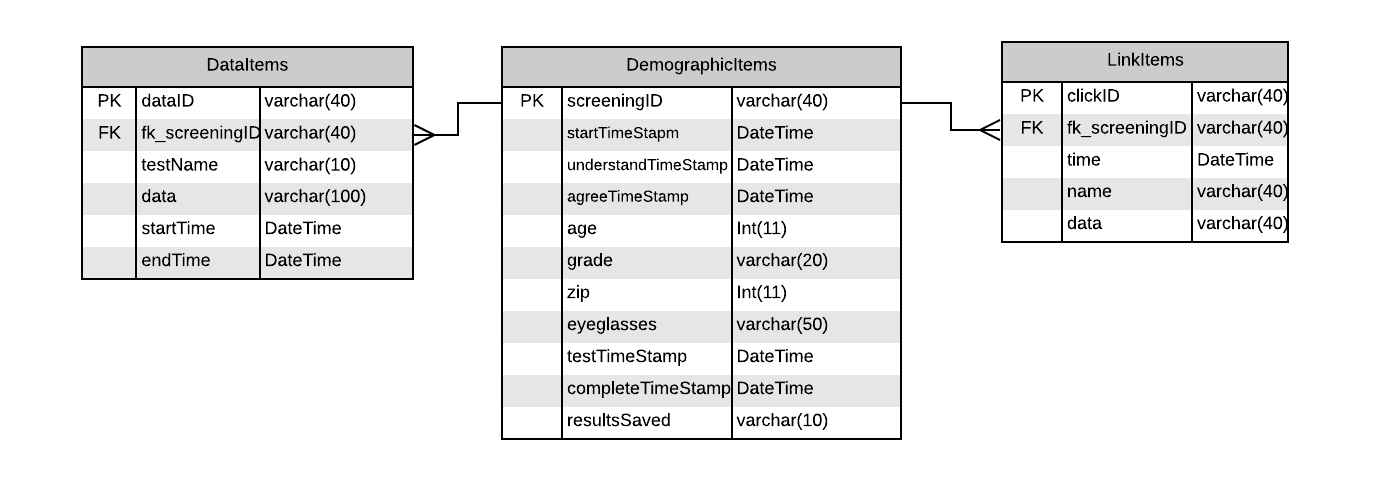 DataItems
PK dataID varchar(40)
FK fk_screeningID varchar(40)
testName varchar(10)
data varchar(100)
startTime DateTime
endTime DateTime
DemographicItems
PK screeningID varchar(40)
startTimeStapm DateTime
understandTimeStamp DateTime
agreeTimeStamp DateTime
age Int(11)
grade varchar(20)
zip Int(11)
eyeglasses varchar(50)
testTimeStamp DateTime
completeTimeStamp DateTime
resultsSaved varchar(10)
LinkItems
PK clickID varchar(40)
FK fk_screeningID varchar(40)
time DateTime
name varchar(40)
data varchar(40)